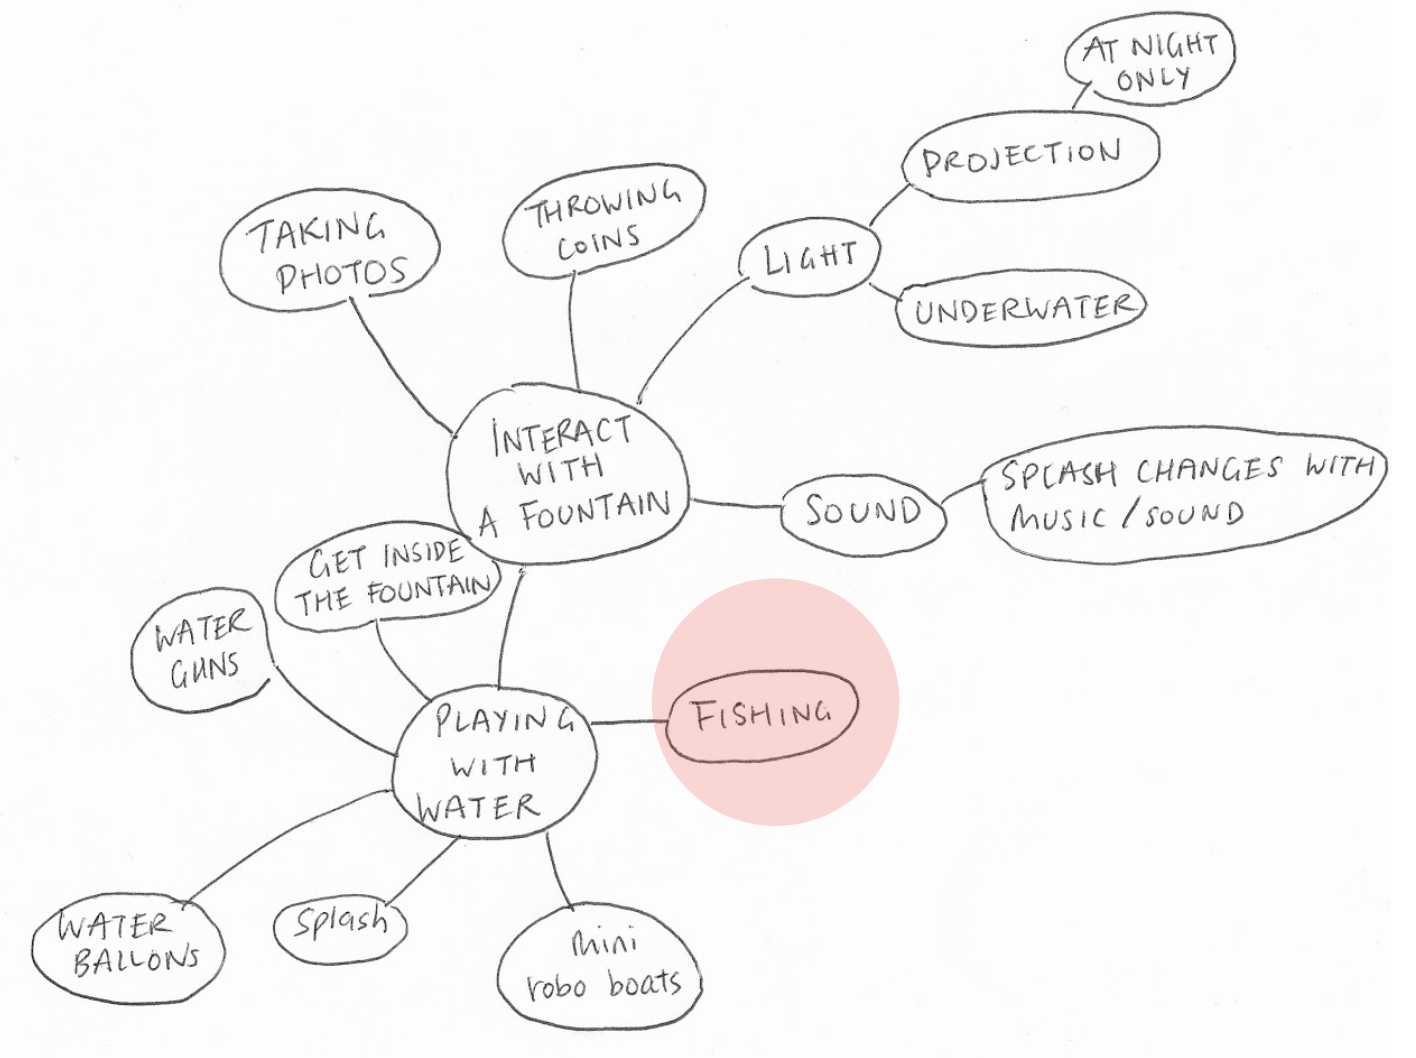 AT NIGHT
ONLY
PROJECTION
THROWING
COINS
TAKING
PHOTOS
LIGHT
UNDERWATER
INTERACT
WITH
A FOUNTAIN
SPLASH CHANGES WITH
MUSIC / SOUND
SOUND
GET INSIDE
THE FOUNTAIN
WATER
GUNS
PLAYING
WITH
WATER
FISHING
WATER
BALLONS
Splash
mini
robo boats